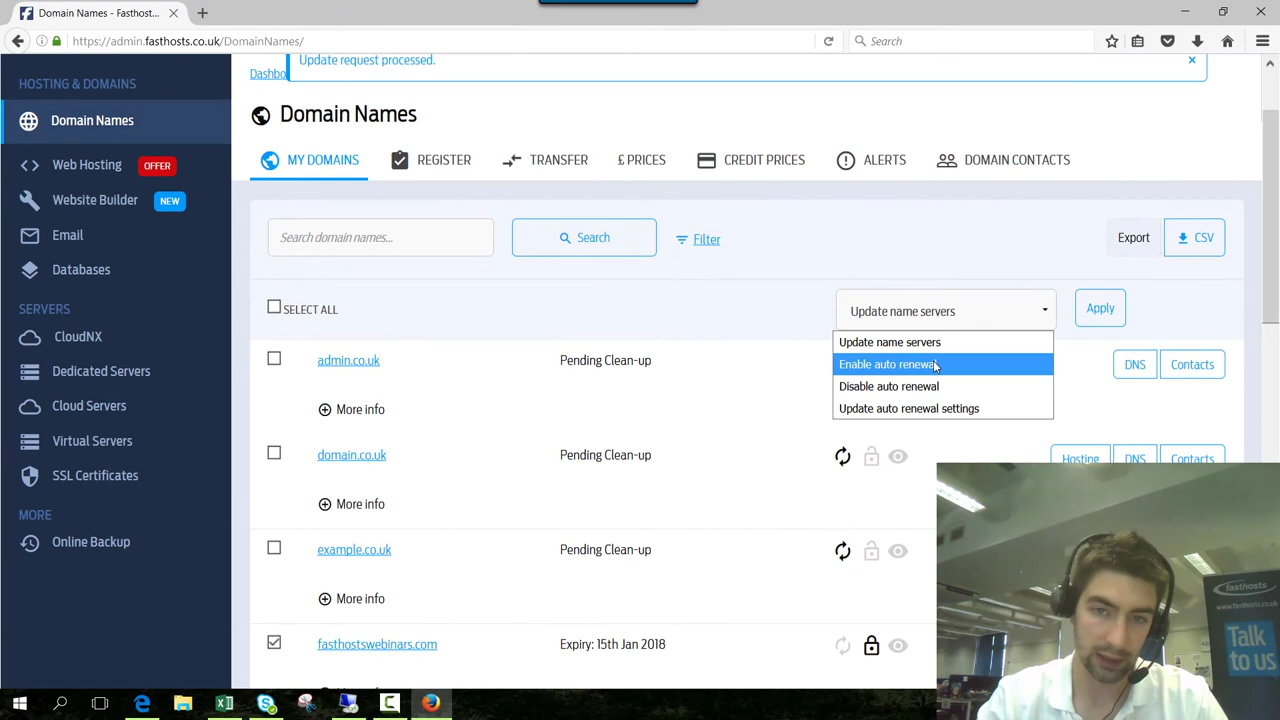 Domain Names - Fasthosts...
https://admin.fasthosts.co.uk/DomainNames/
Search
HOSTING & DOMAINS
Domain Names
Web Hosting OFFER
Website Builder NEW
Email
Databases
SERVERS
CloudNX
Dedicated Servers
Cloud Servers
Virtual Servers
SSL Certificates
MORE
Online Backup
Update request processed.
Dashbo
Domain Names
MY DOMAINS REGISTER TRANSFER £ PRICES CREDIT PRICES ALERTS DOMAIN CONTACTS
Search domain names... Search Filter Export CSV
SELECT ALL Update name servers Apply
Update name servers
Enable auto renewal
Disable auto renewal
Update auto renewal settings
admin.co.uk Pending Clean-up DNS Contacts
More info
domain.co.uk Pending Clean-up Hosting DNS Contacts
More info
example.co.uk Pending Clean-up
More info
fasthostswebinars.com Expiry: 15th Jan 2018
fasthosts
www.fasthosts.co.uk
Talk
to us